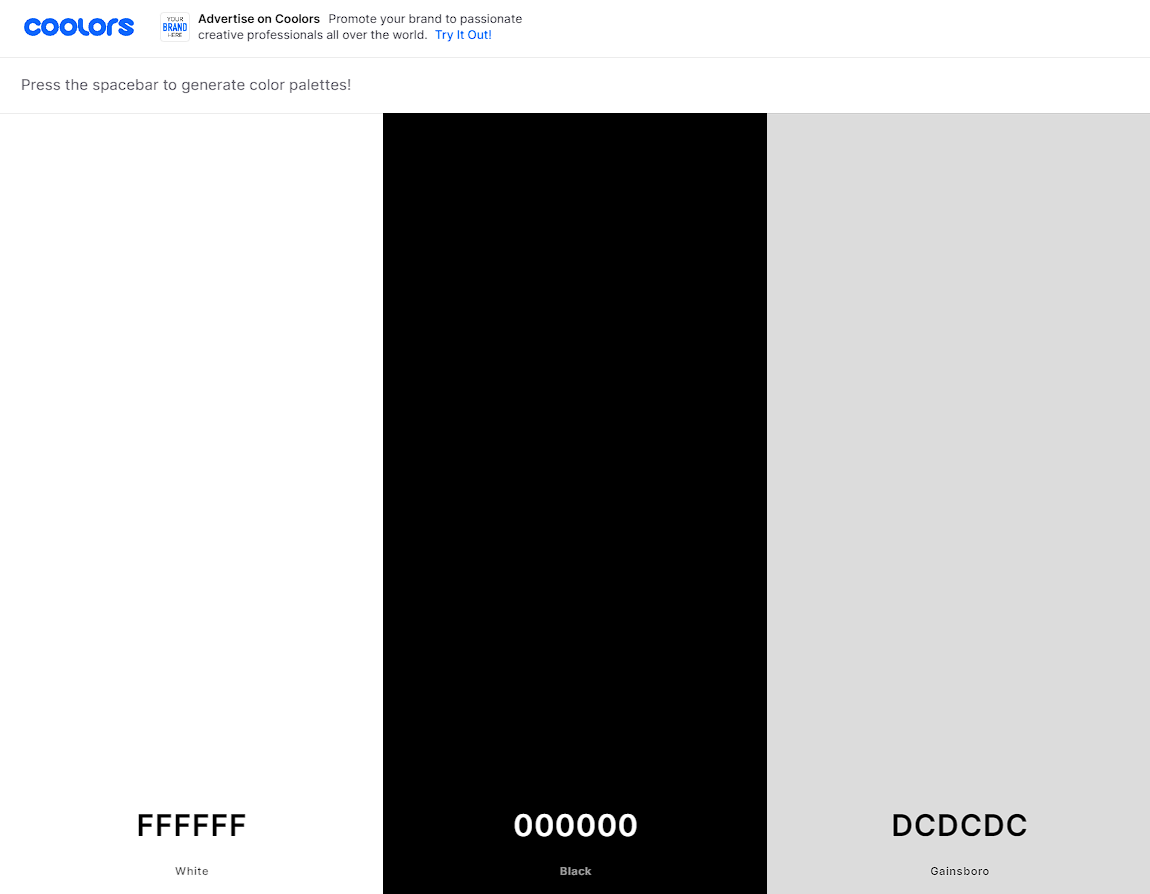 coolors
YOUR
BRAND
HERE
Advertise on Coolors Promote your brand to passionate
creative professionals all over the world. Try It Out!
Press the spacebar to generate color palettes!
FFFFFF
White
000000
Black
DCDCDC
Gainsboro